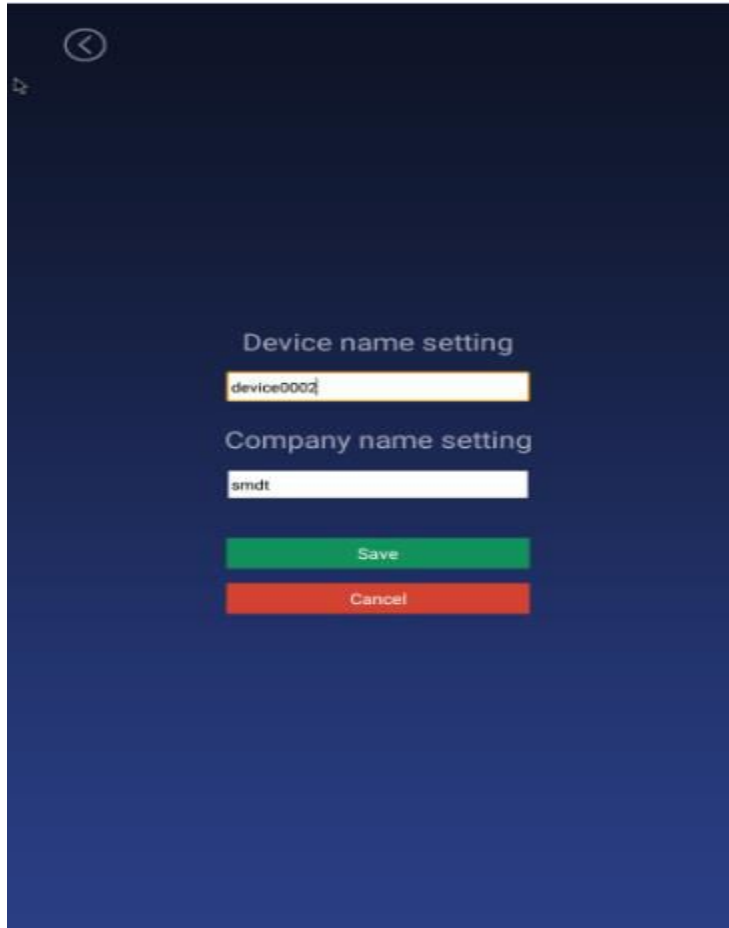 Device name setting
device0002
Company name setting
smdt
Save
Cancel